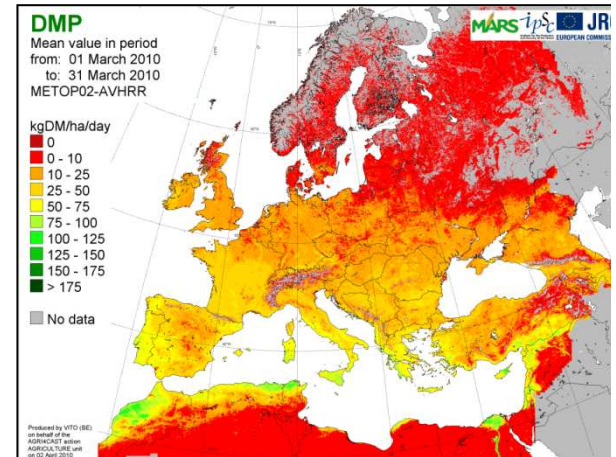 DMP
Mean value in period
from: 01 March 2010
to: 31 March 2010
METOP02-AVHRR
MARS ipsc JR
EUROPEAN COMMISS
kgDM/ha/day
0
0 - 10
10 - 25
25 - 50
50 - 75
75 - 100
100 - 125
125 - 150
150 - 175
> 175
No data
Produced by VITO (BE)
on behalf of the
AGRI4CAST action
AGRICULTURE unit
on 02 April 2010